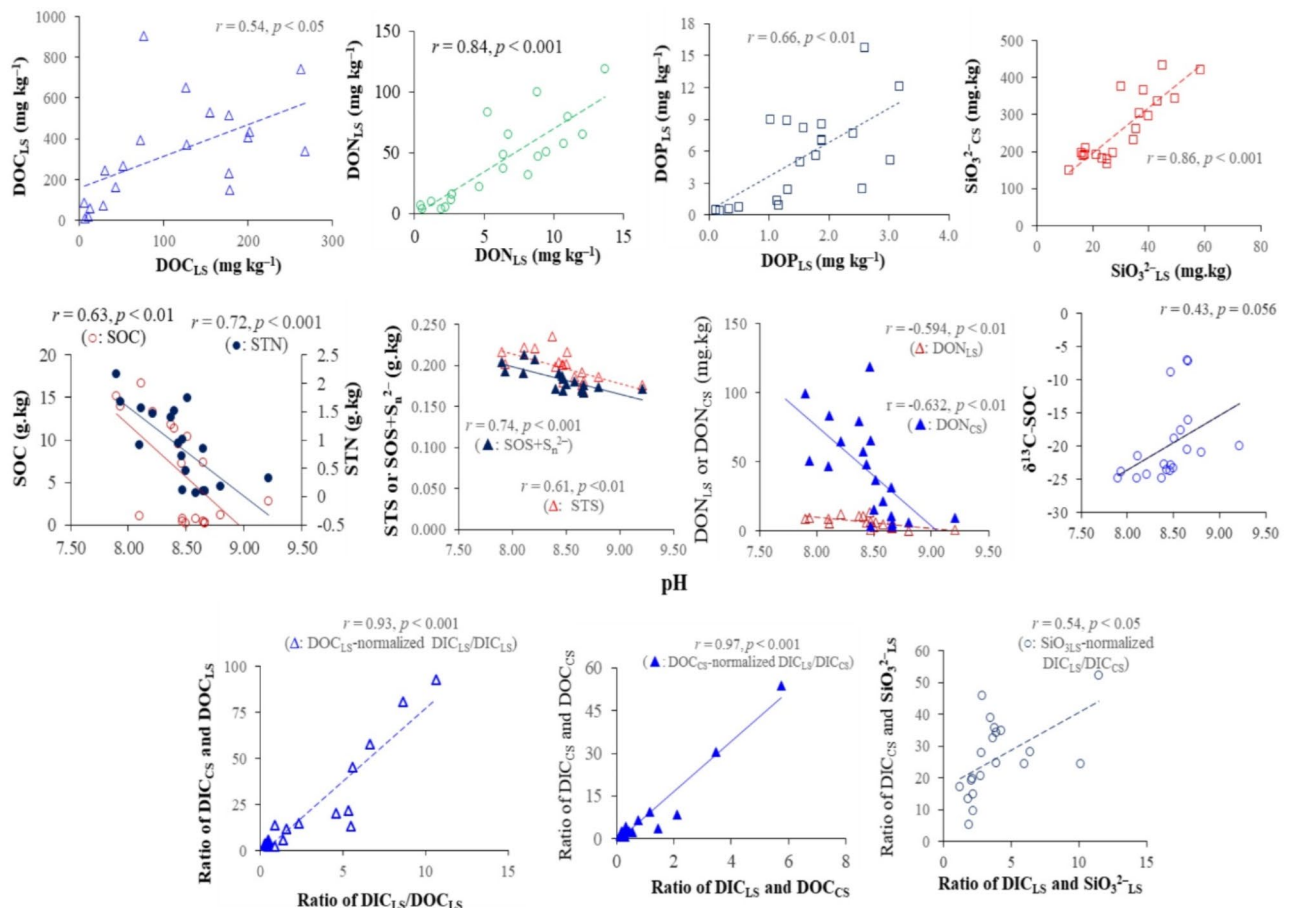 r = 0.54, p < 0.05
1000
800
600
400
200
0
0 100 200 300
DOC_LS (mg kg⁻¹)
DOC_LS (mg kg⁻¹)
r = 0.84, p < 0.001
150
100
50
0
0 5 10 15
DON_LS (mg kg⁻¹)
DON_LS (mg kg⁻¹)
r = 0.66, p < 0.01
18
15
12
9
6
3
0
0.0 1.0 2.0 3.0 4.0
DOP_LS (mg kg⁻¹)
DOP_LS (mg kg⁻¹)
500
400
300
200
100
0
r = 0.86, p < 0.001
0 20 40 60 80
SiO₃²⁻_CS (mg.kg)
SiO₃²⁻_LS (mg.kg)
r = 0.63, p < 0.01
(○: SOC)
r = 0.72, p < 0.001
(●: STN)
20
15
10
5
0
2.5
2
1.5
1
0.5
0
-0.5
7.50 8.00 8.50 9.00 9.50
SOC (g.kg)
STN (g.kg)
0.250
0.200
0.150
0.100
0.050
0.000
r = 0.74, p < 0.001
(▲: SOS+Sₙ²⁻)
r = 0.61, p <0.01
(△: STS)
7.50 8.00 8.50 9.00 9.50
STS or SOS+Sₙ²⁻ (g.kg)
150
100
50
0
r = -0.594, p < 0.01
(△: DON_LS)
r = -0.632, p < 0.01
(▲: DON_CS)
7.50 8.00 8.50 9.00 9.50
DON_LS or DON_CS (mg.kg)
r = 0.43, p = 0.056
0
-5
-10
-15
-20
-25
-30
7.50 8.00 8.50 9.00 9.50
δ¹³C-SOC
pH
r = 0.93, p < 0.001
(△: DOC_LS-normalized DIC_LS/DIC_LS)
100
75
50
25
0
0 5 10 15
Ratio of DIC_CS and DOC_LS
Ratio of DIC_LS/DOC_LS
r = 0.97, p < 0.001
(▲: DOC_CS-normalized DIC_LS/DIC_CS)
60
45
30
15
0
0 2 4 6 8
Ratio of DIC_CS and DOC_CS
Ratio of DIC_LS and DOC_CS
r = 0.54, p < 0.05
(○: SiO_3LS-normalized
DIC_LS/DIC_CS)
60
50
40
30
20
10
0
0 5 10 15
Ratio of DIC_CS and SiO₃²⁻_LS
Ratio of DIC_LS and SiO₃²⁻_LS